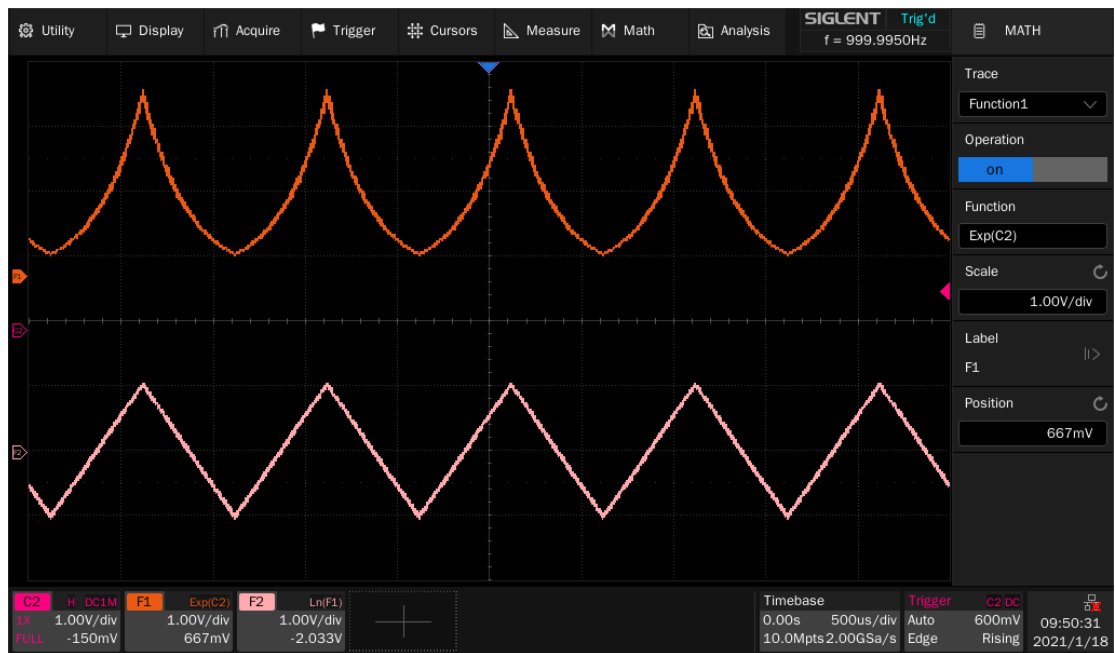 Utility Display Acquire Trigger Cursors Measure Math Analysis SIGLENT Trig'd
f = 999.9950Hz
MATH
Trace
Function1
Operation
on
Function
Exp(C2)
Scale
1.00V/div
Label
F1
Position
667mV
F1
C2
F2
C2 H DC1M
1X 1.00V/div
FULL -150mV
F1 Exp(C2)
1.00V/div
667mV
F2 Ln(F1)
1.00V/div
-2.033V
Timebase
0.00s 500us/div
10.0Mpts 2.00GSa/s
Trigger C2 DC
Auto 600mV
Edge Rising
09:50:31
2021/1/18